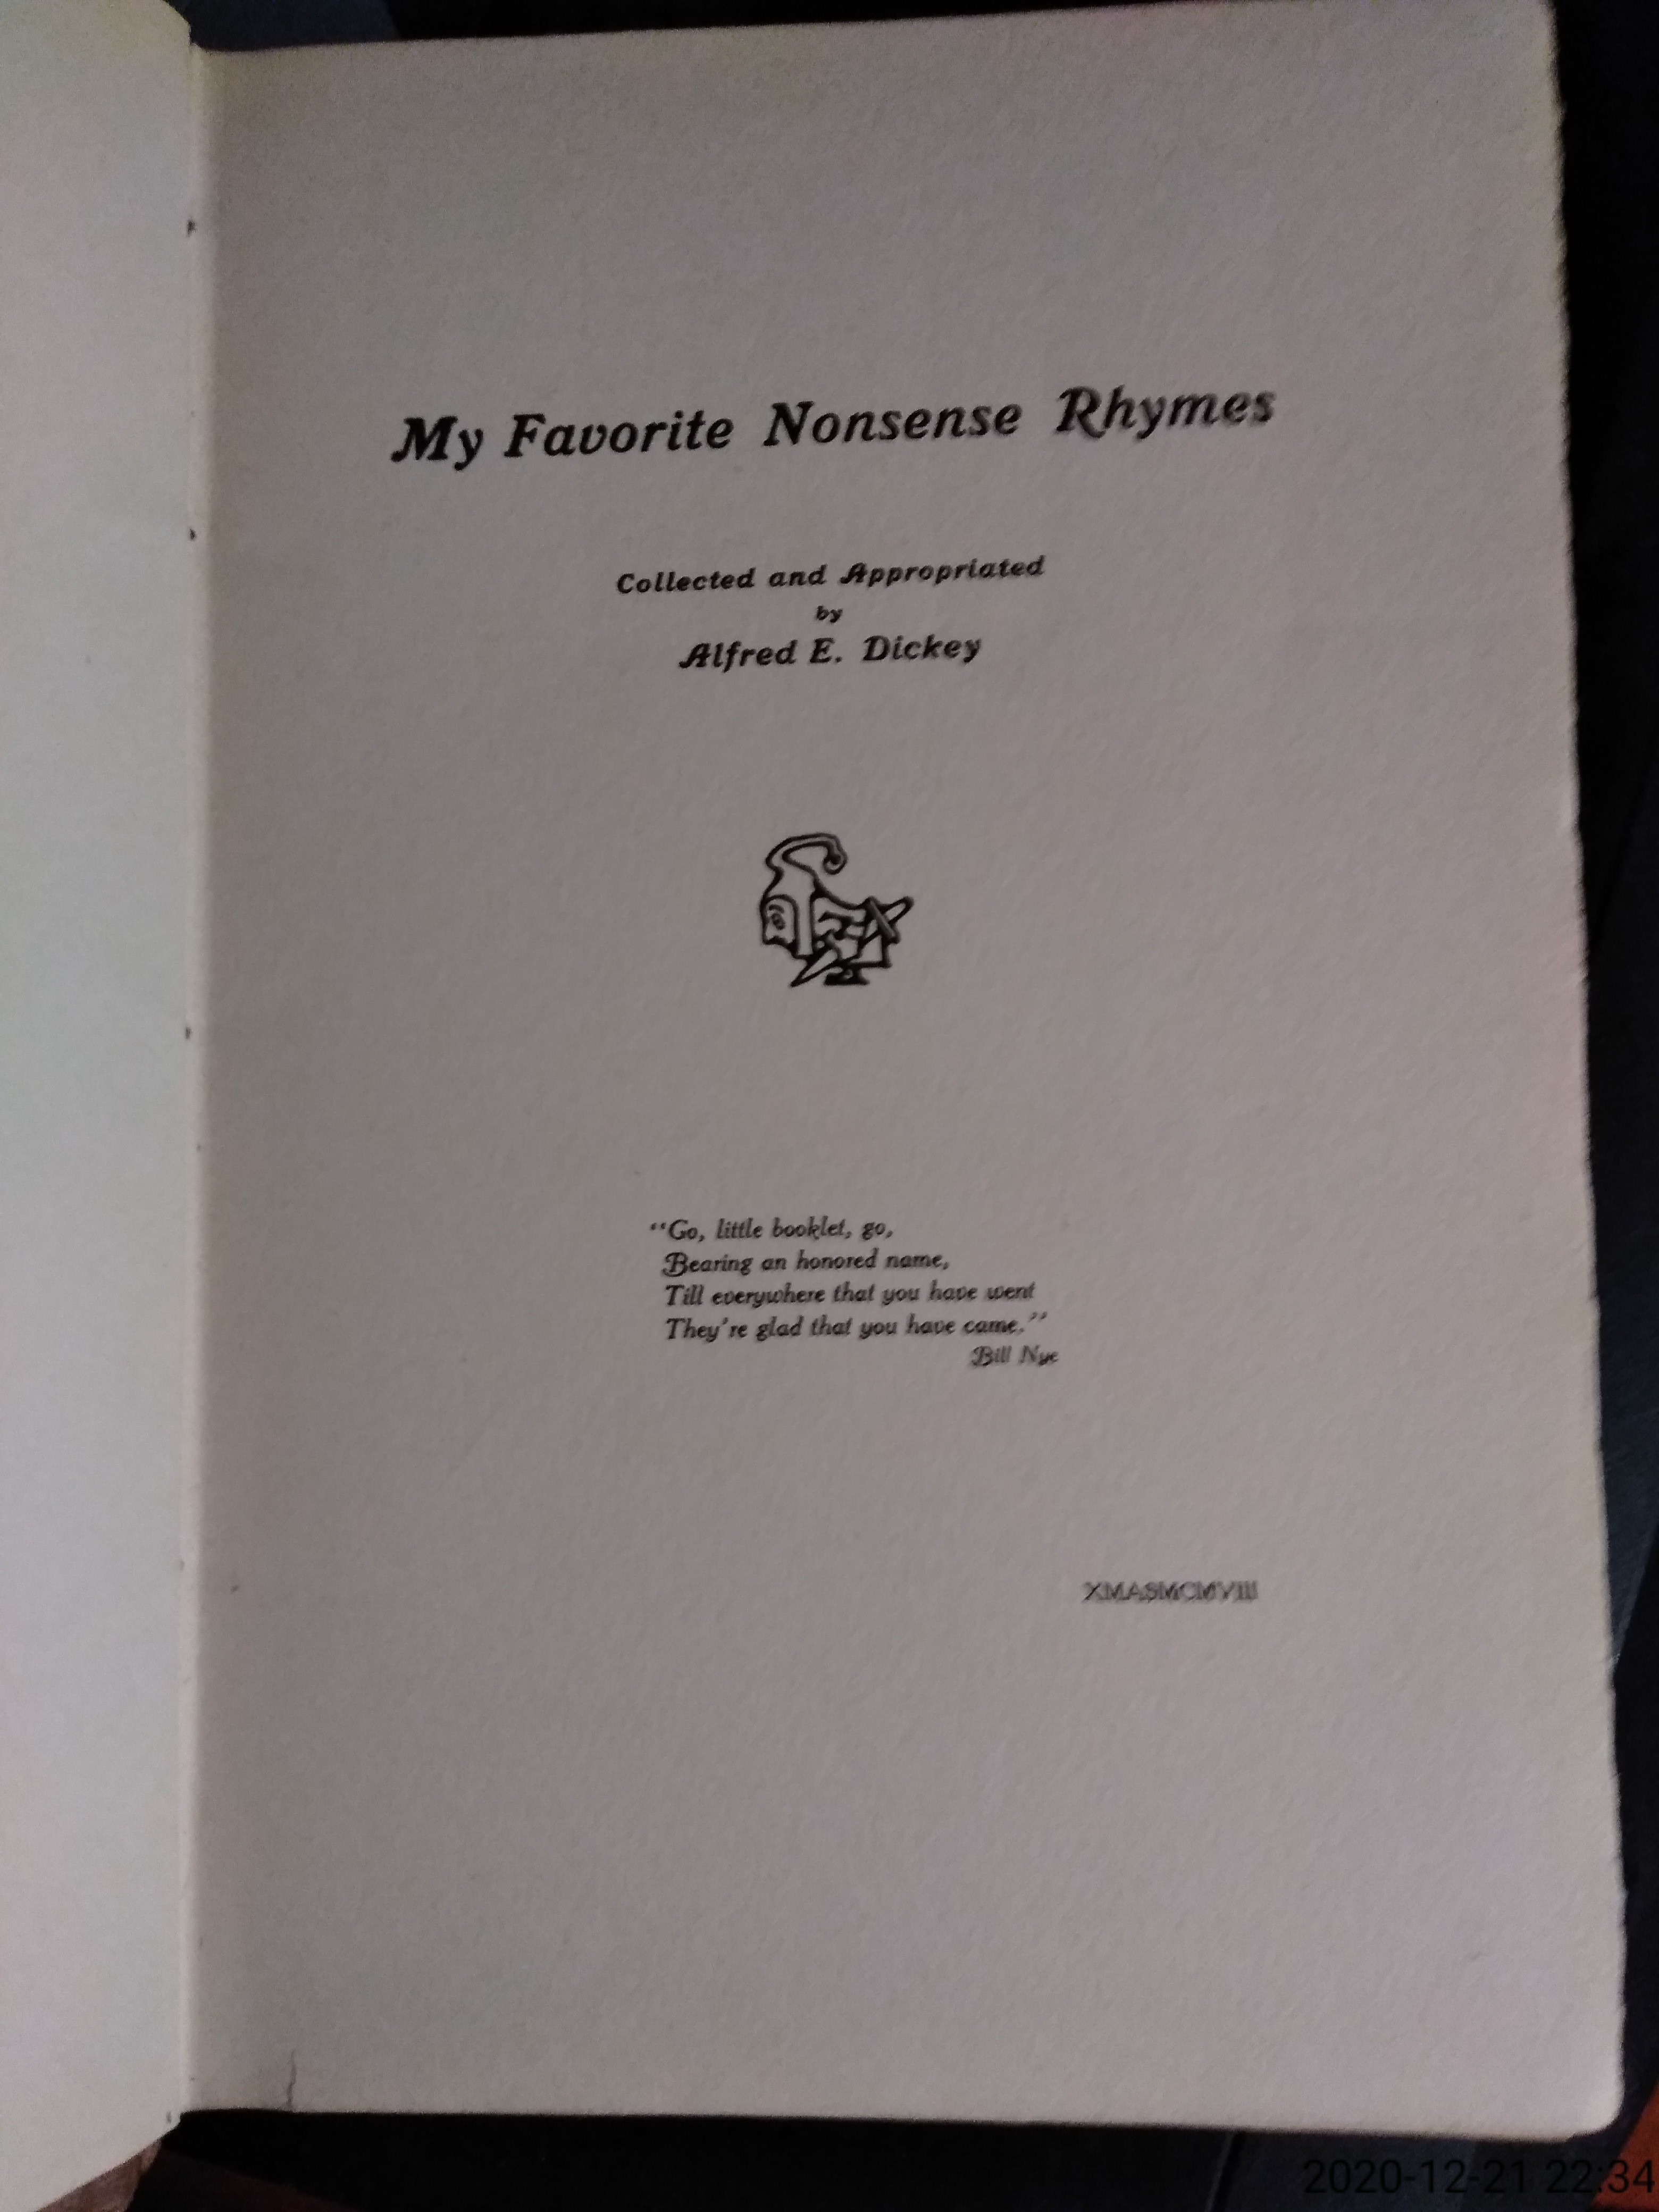 My Favorite Nonsense Rhymes
Collected and Appropriated
by
Alfred E. Dickey
“Go, little booklet, go,
Bearing an honored name,
Till everywhere that you have went
They're glad that you have came.”
Bill Nye
XMASMCMVIII
2020-12-21 22:34